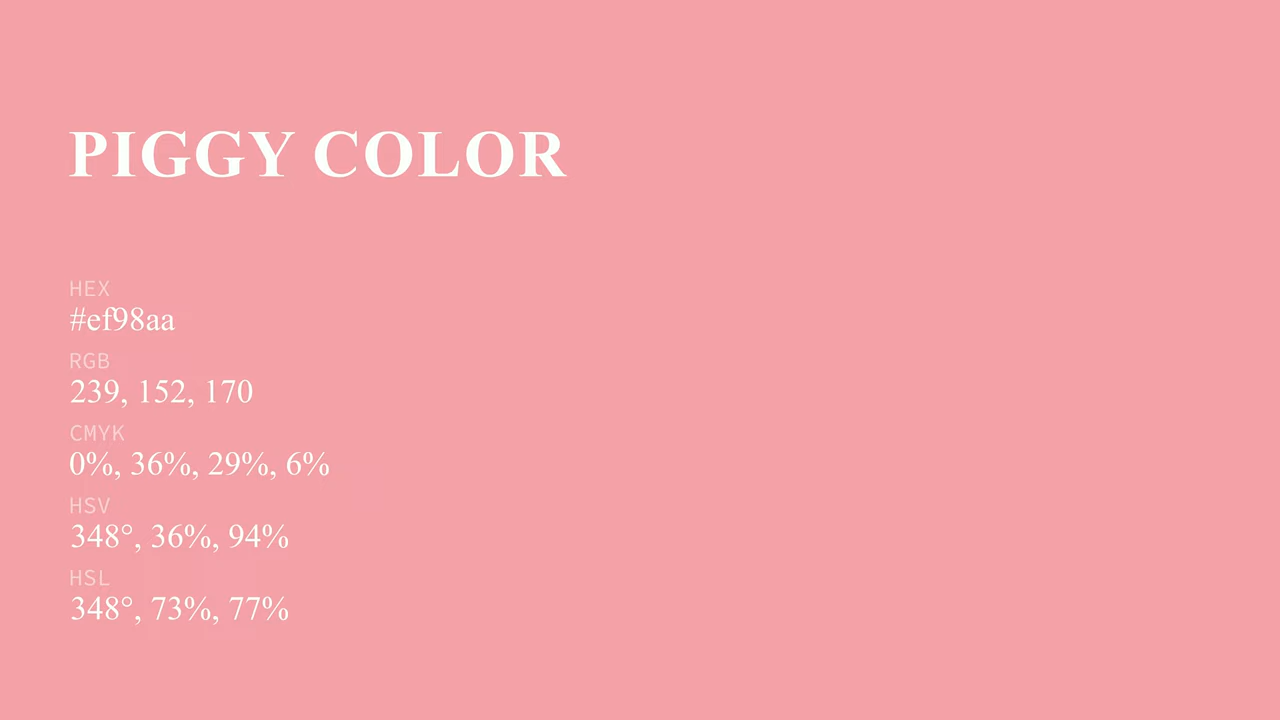 PIGGY COLOR
HEX
#ef98aa
RGB
239, 152, 170
CMYK
0%, 36%, 29%, 6%
HSV
348°, 36%, 94%
HSL
348°, 73%, 77%